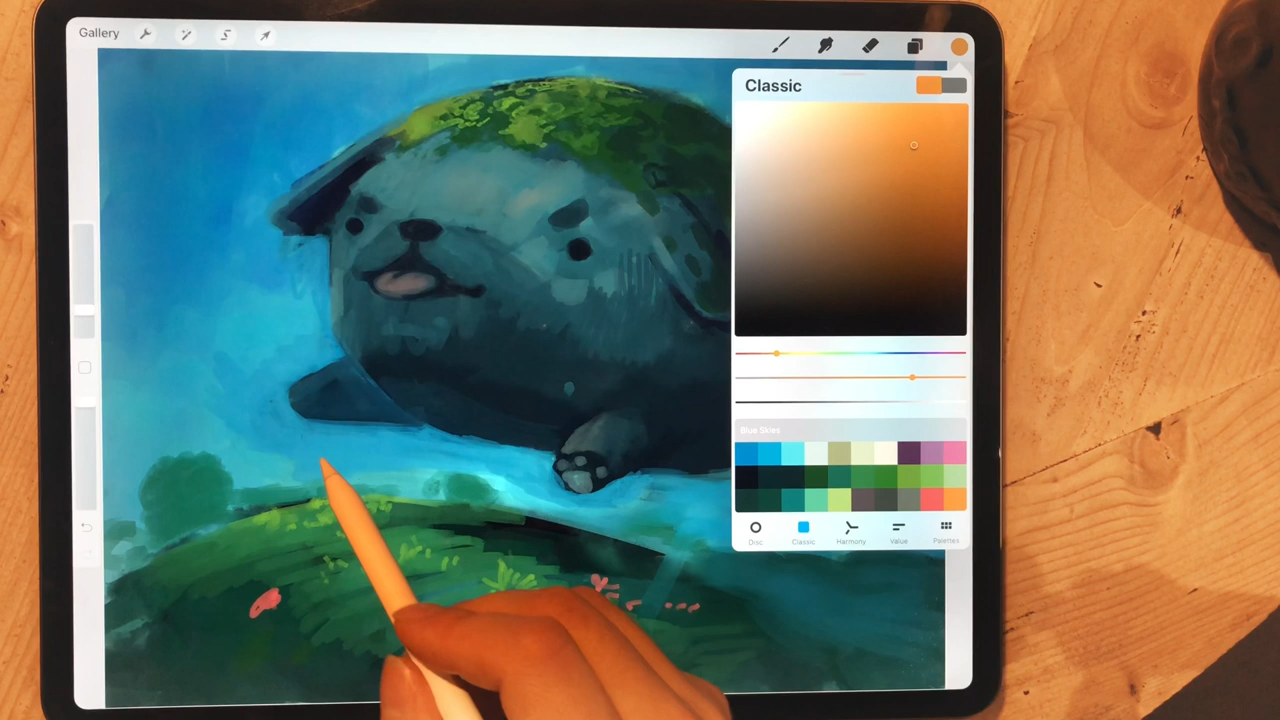 Gallery
Classic
Blue Skies
Disc
Classic
Harmony
Value
Palettes